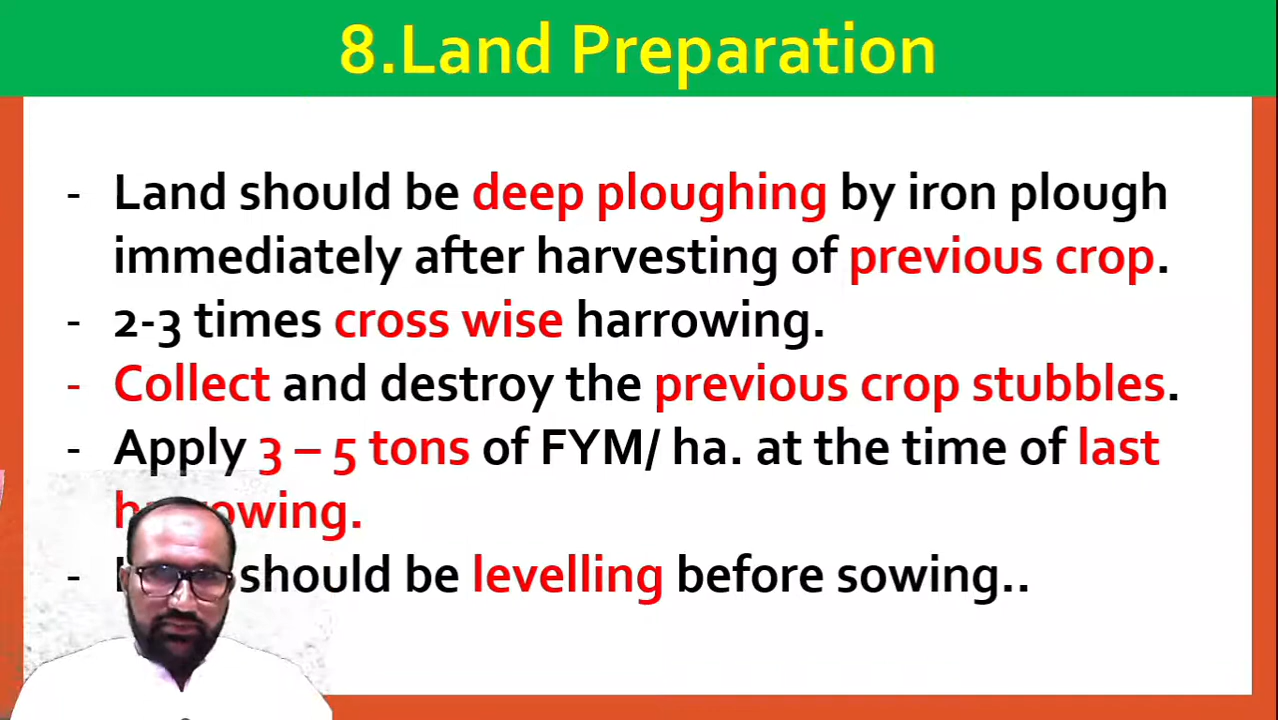 8.Land Preparation
- Land should be deep ploughing by iron plough
immediately after harvesting of previous crop.
- 2-3 times cross wise harrowing.
- Collect and destroy the previous crop stubbles.
- Apply 3 – 5 tons of FYM/ ha. at the time of last
harrowing.
- should be levelling before sowing..